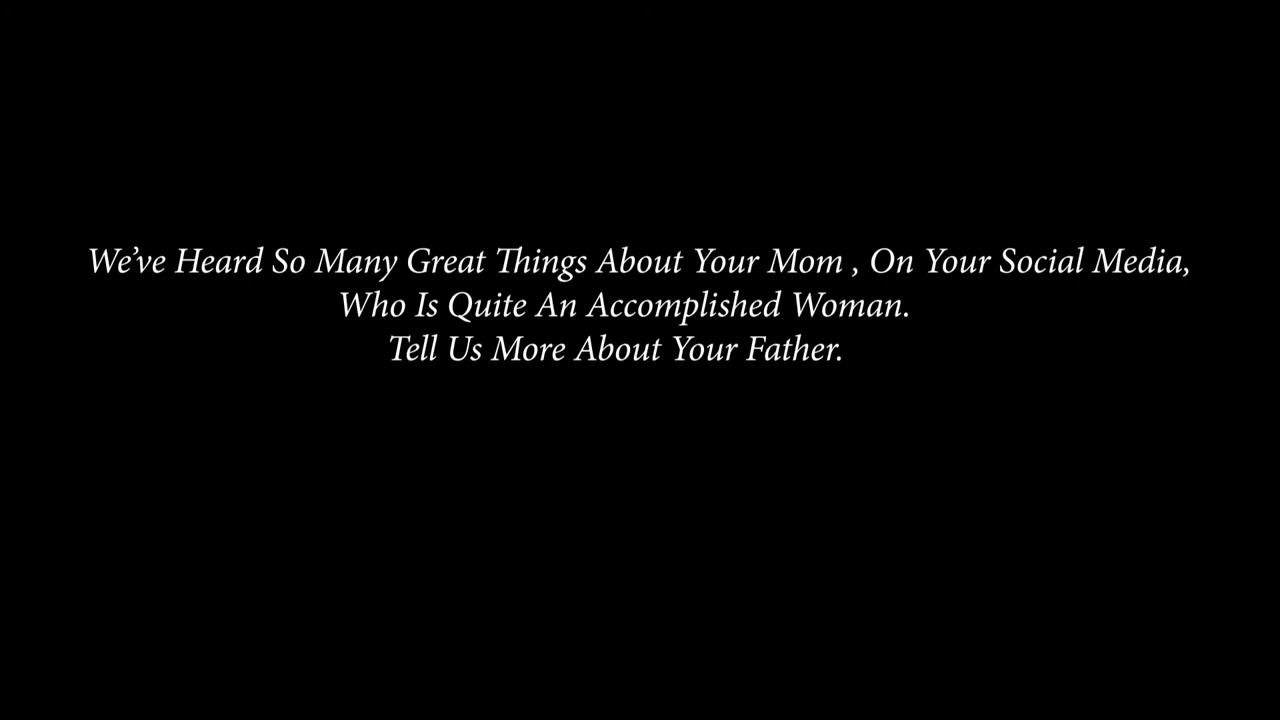 We've Heard So Many Great Things About Your Mom , On Your Social Media,
Who Is Quite An Accomplished Woman.
Tell Us More About Your Father.